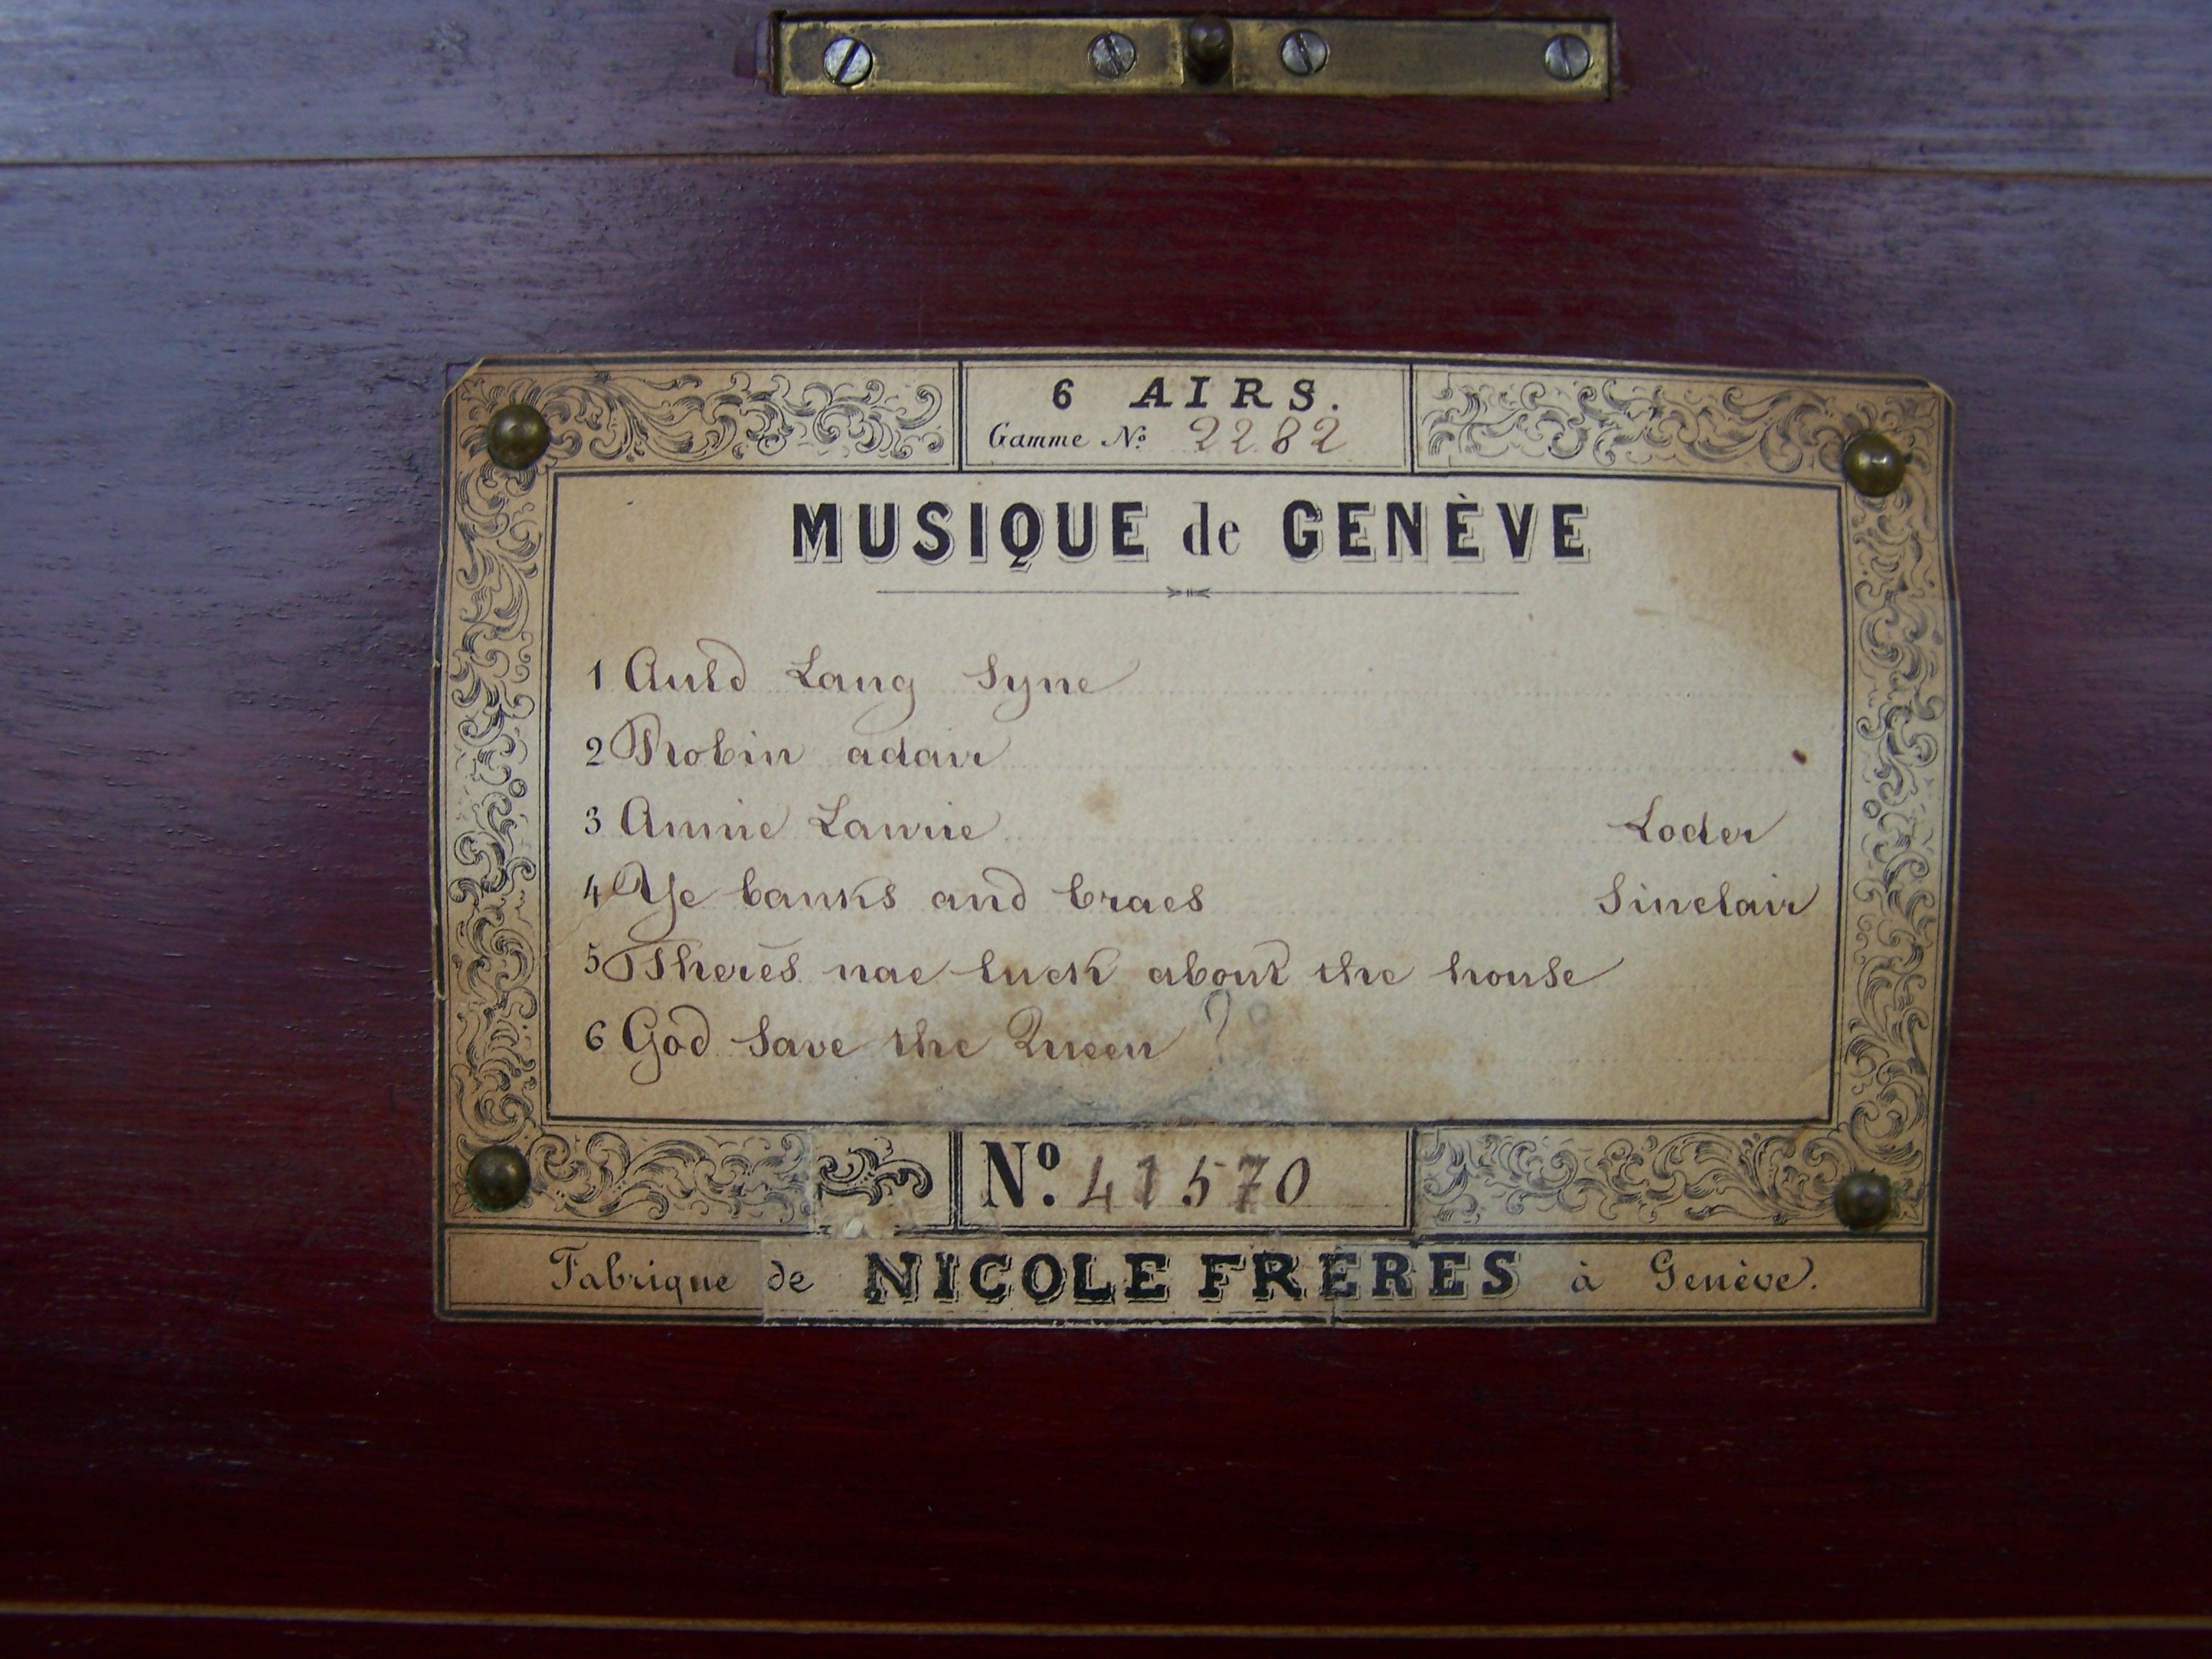 6 AIRS.
Gamme Nº 2282
MUSIQUE de GENÈVE
1 Auld Lang Syne
2 Robin adair
3 Annie Laurie Loder
4 Ye banks and braes Sinclair
5 Therés nae luck about the house
6 God Save the Queen ?
Nº. 41570
Fabrique de NICOLE FRERES à Genève.